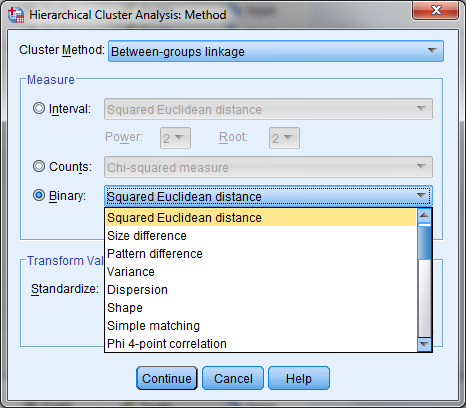 Hierarchical Cluster Analysis: Method
Cluster Method: Between-groups linkage
Measure
Interval: Squared Euclidean distance
Power: 2 Root: 2
Counts: Chi-squared measure
Binary: Squared Euclidean distance
Squared Euclidean distance
Size difference
Pattern difference
Variance
Transform Val
Dispersion
Standardize:
Shape
Simple matching
Phi 4-point correlation
Continue Cancel Help